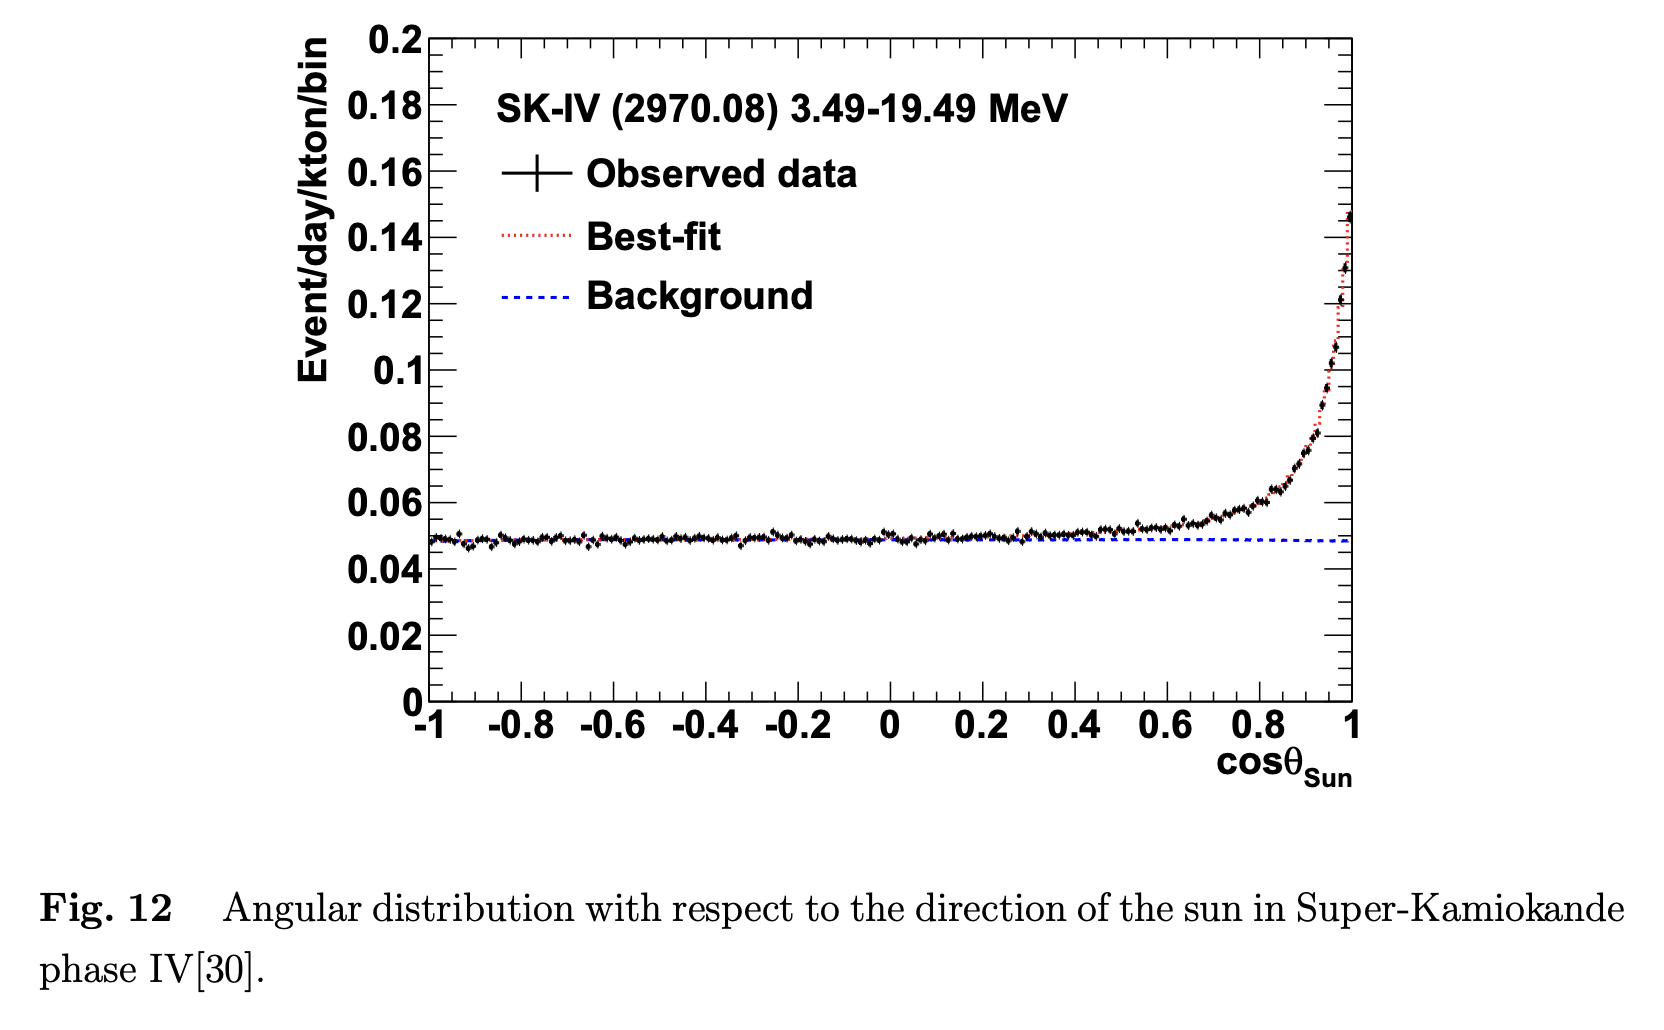 Event/day/kton/bin
0.2
0.18
0.16
0.14
0.12
0.1
0.08
0.06
0.04
0.02
0
SK-IV (2970.08) 3.49-19.49 MeV
Observed data
Best-fit
Background
-1 -0.8 -0.6 -0.4 -0.2 0 0.2 0.4 0.6 0.8 1
cosθSun
Fig. 12 Angular distribution with respect to the direction of the sun in Super-Kamiokande
phase IV[30].